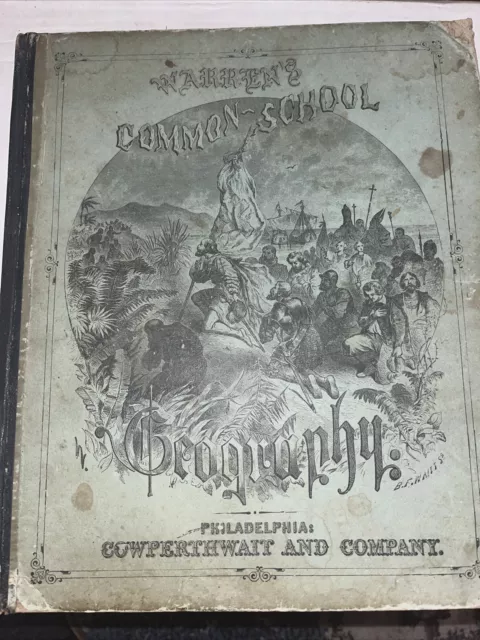 WARREN'S
COMMON-SCHOOL
Geography.
PHILADELPHIA:
COWPERTHWAIT AND COMPANY.